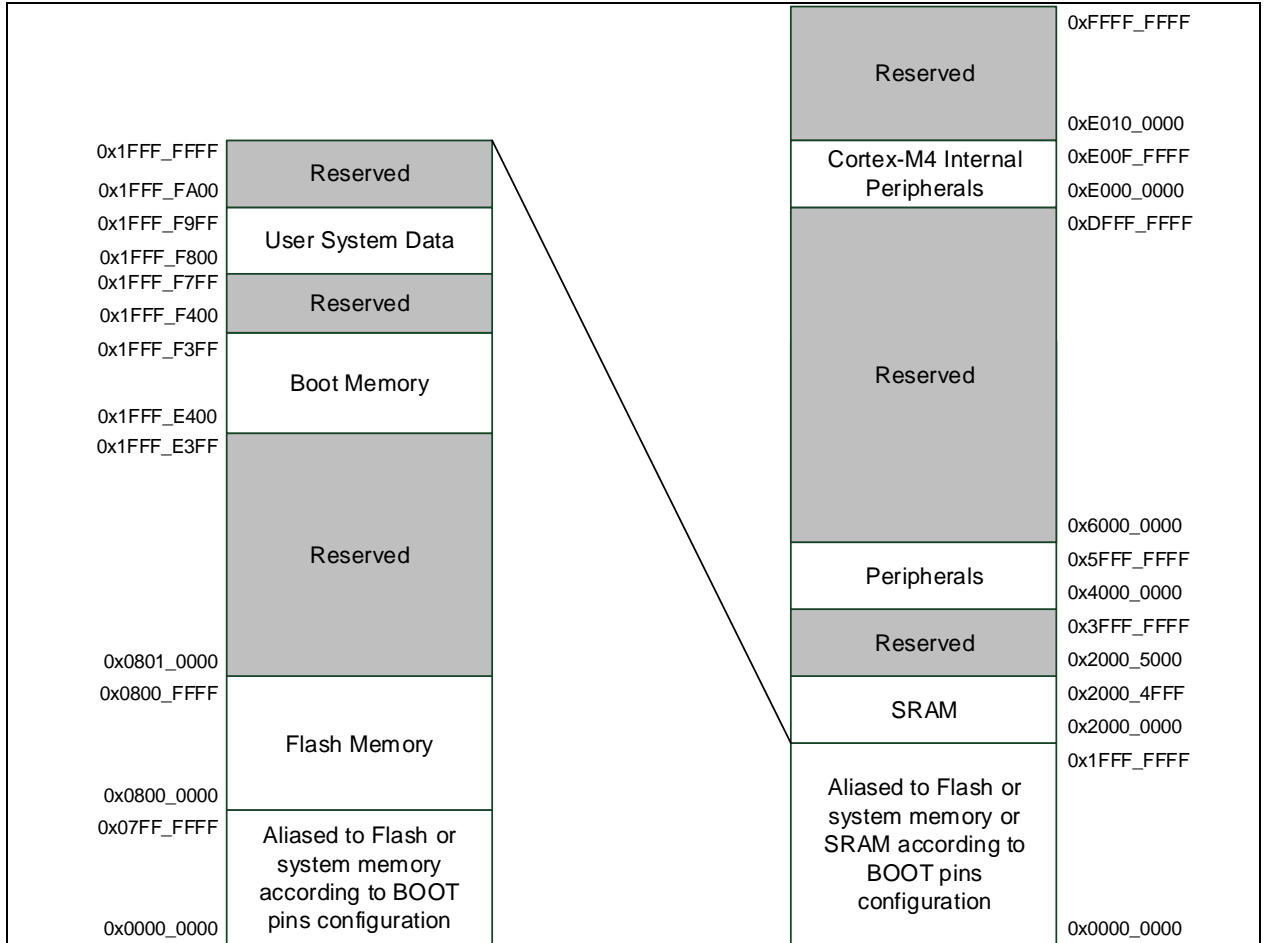 0xFFFF_FFFF
Reserved
0xE010_0000
0x1FFF_FFFF
Reserved
0x1FFF_FA00
Cortex-M4 Internal
Peripherals
0xE00F_FFFF
0xE000_0000
0x1FFF_F9FF
User System Data
0x1FFF_F800
0xDFFF_FFFF
0x1FFF_F7FF
Reserved
0x1FFF_F400
0x1FFF_F3FF
Boot Memory
0x1FFF_E400
Reserved
0x1FFF_E3FF
Reserved
0x0801_0000
0x6000_0000
0x5FFF_FFFF
Peripherals
0x4000_0000
0x3FFF_FFFF
Reserved
0x2000_5000
0x0800_FFFF
Flash Memory
0x0800_0000
0x2000_4FFF
SRAM
0x2000_0000
0x1FFF_FFFF
0x07FF_FFFF
Aliased to Flash or
system memory
according to BOOT
pins configuration
0x0000_0000
Aliased to Flash or
system memory or
SRAM according to
BOOT pins
configuration
0x0000_0000